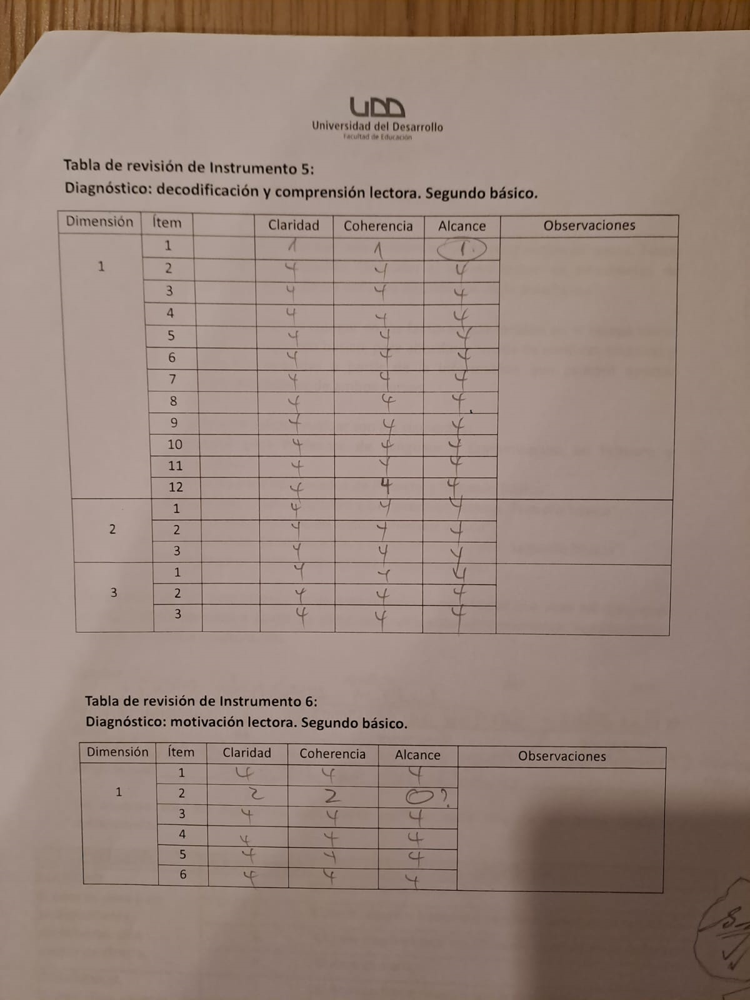 UDD
Universidad del Desarrollo
Facultad de Educación
Tabla de revisión de Instrumento 5:
Diagnóstico: decodificación y comprensión lectora. Segundo básico.
Dimensión Ítem Claridad Coherencia Alcance Observaciones
1 1 1 1
1
2 4 4 4
3 4 4 4
4 4 4 4
5 4 4 4
6 4 4 4
7 4 4 4
8 4 4 4
9 4 4 4
10 4 4 4
11 4 4 4
12 4 4 4
1 4 4 4
2 2 4 4 4
3 4 4 4
1 4 4 4
3 2 4 4 4
3 4 4 4
Tabla de revisión de Instrumento 6:
Diagnóstico: motivación lectora. Segundo básico.
Dimensión Ítem Claridad Coherencia Alcance Observaciones
1 4 4 4
1 2 2 2 0?
3 4 4 4
4 4 4 4
5 4 4 4
6 4 4 4